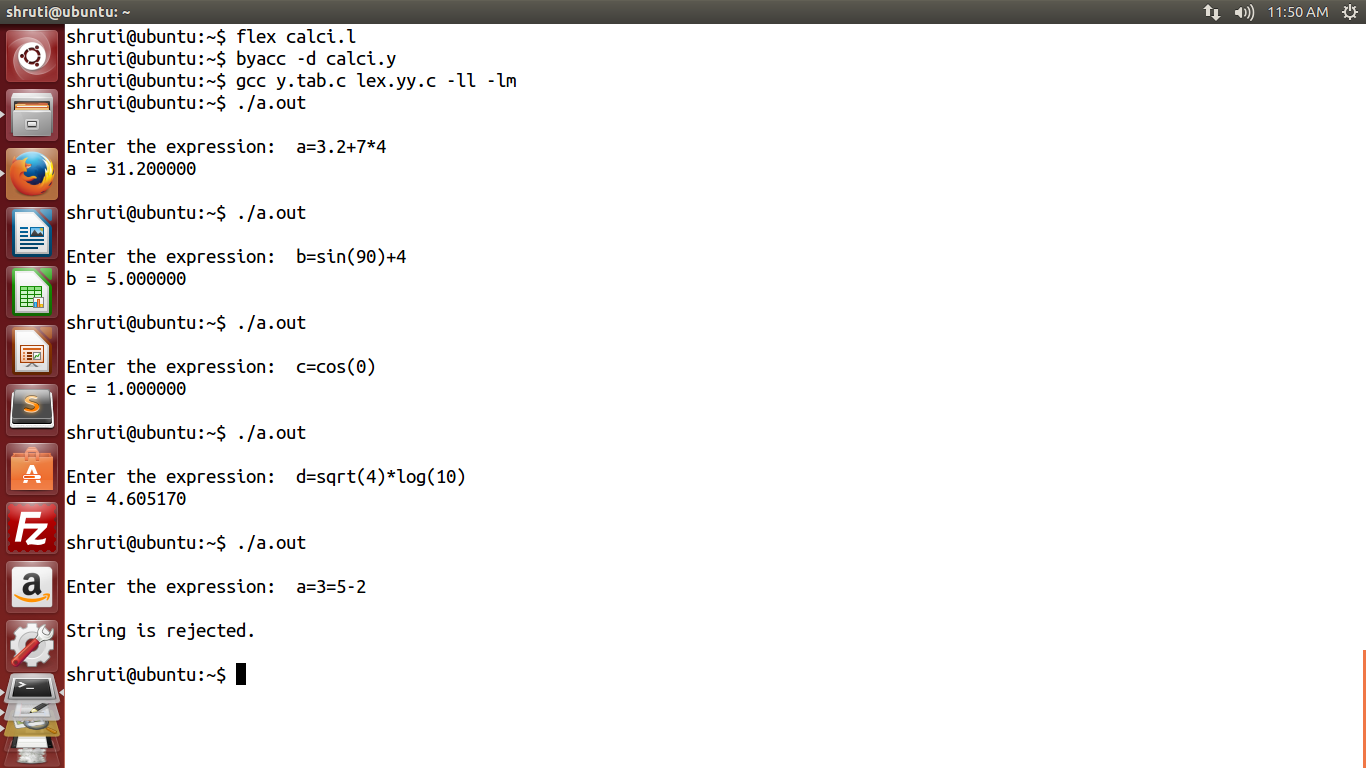 shruti@ubuntu: ~
11:50 AM
shruti@ubuntu:~$ flex calci.l
shruti@ubuntu:~$ byacc -d calci.y
shruti@ubuntu:~$ gcc y.tab.c lex.yy.c -ll -lm
shruti@ubuntu:~$ ./a.out
Enter the expression:  a=3.2+7*4
a = 31.200000
shruti@ubuntu:~$ ./a.out
Enter the expression:  b=sin(90)+4
b = 5.000000
shruti@ubuntu:~$ ./a.out
Enter the expression:  c=cos(0)
c = 1.000000
shruti@ubuntu:~$ ./a.out
Enter the expression:  d=sqrt(4)*log(10)
d = 4.605170
shruti@ubuntu:~$ ./a.out
Enter the expression:  a=3=5-2
String is rejected.
shruti@ubuntu:~$
S
A
Fz
a
>_